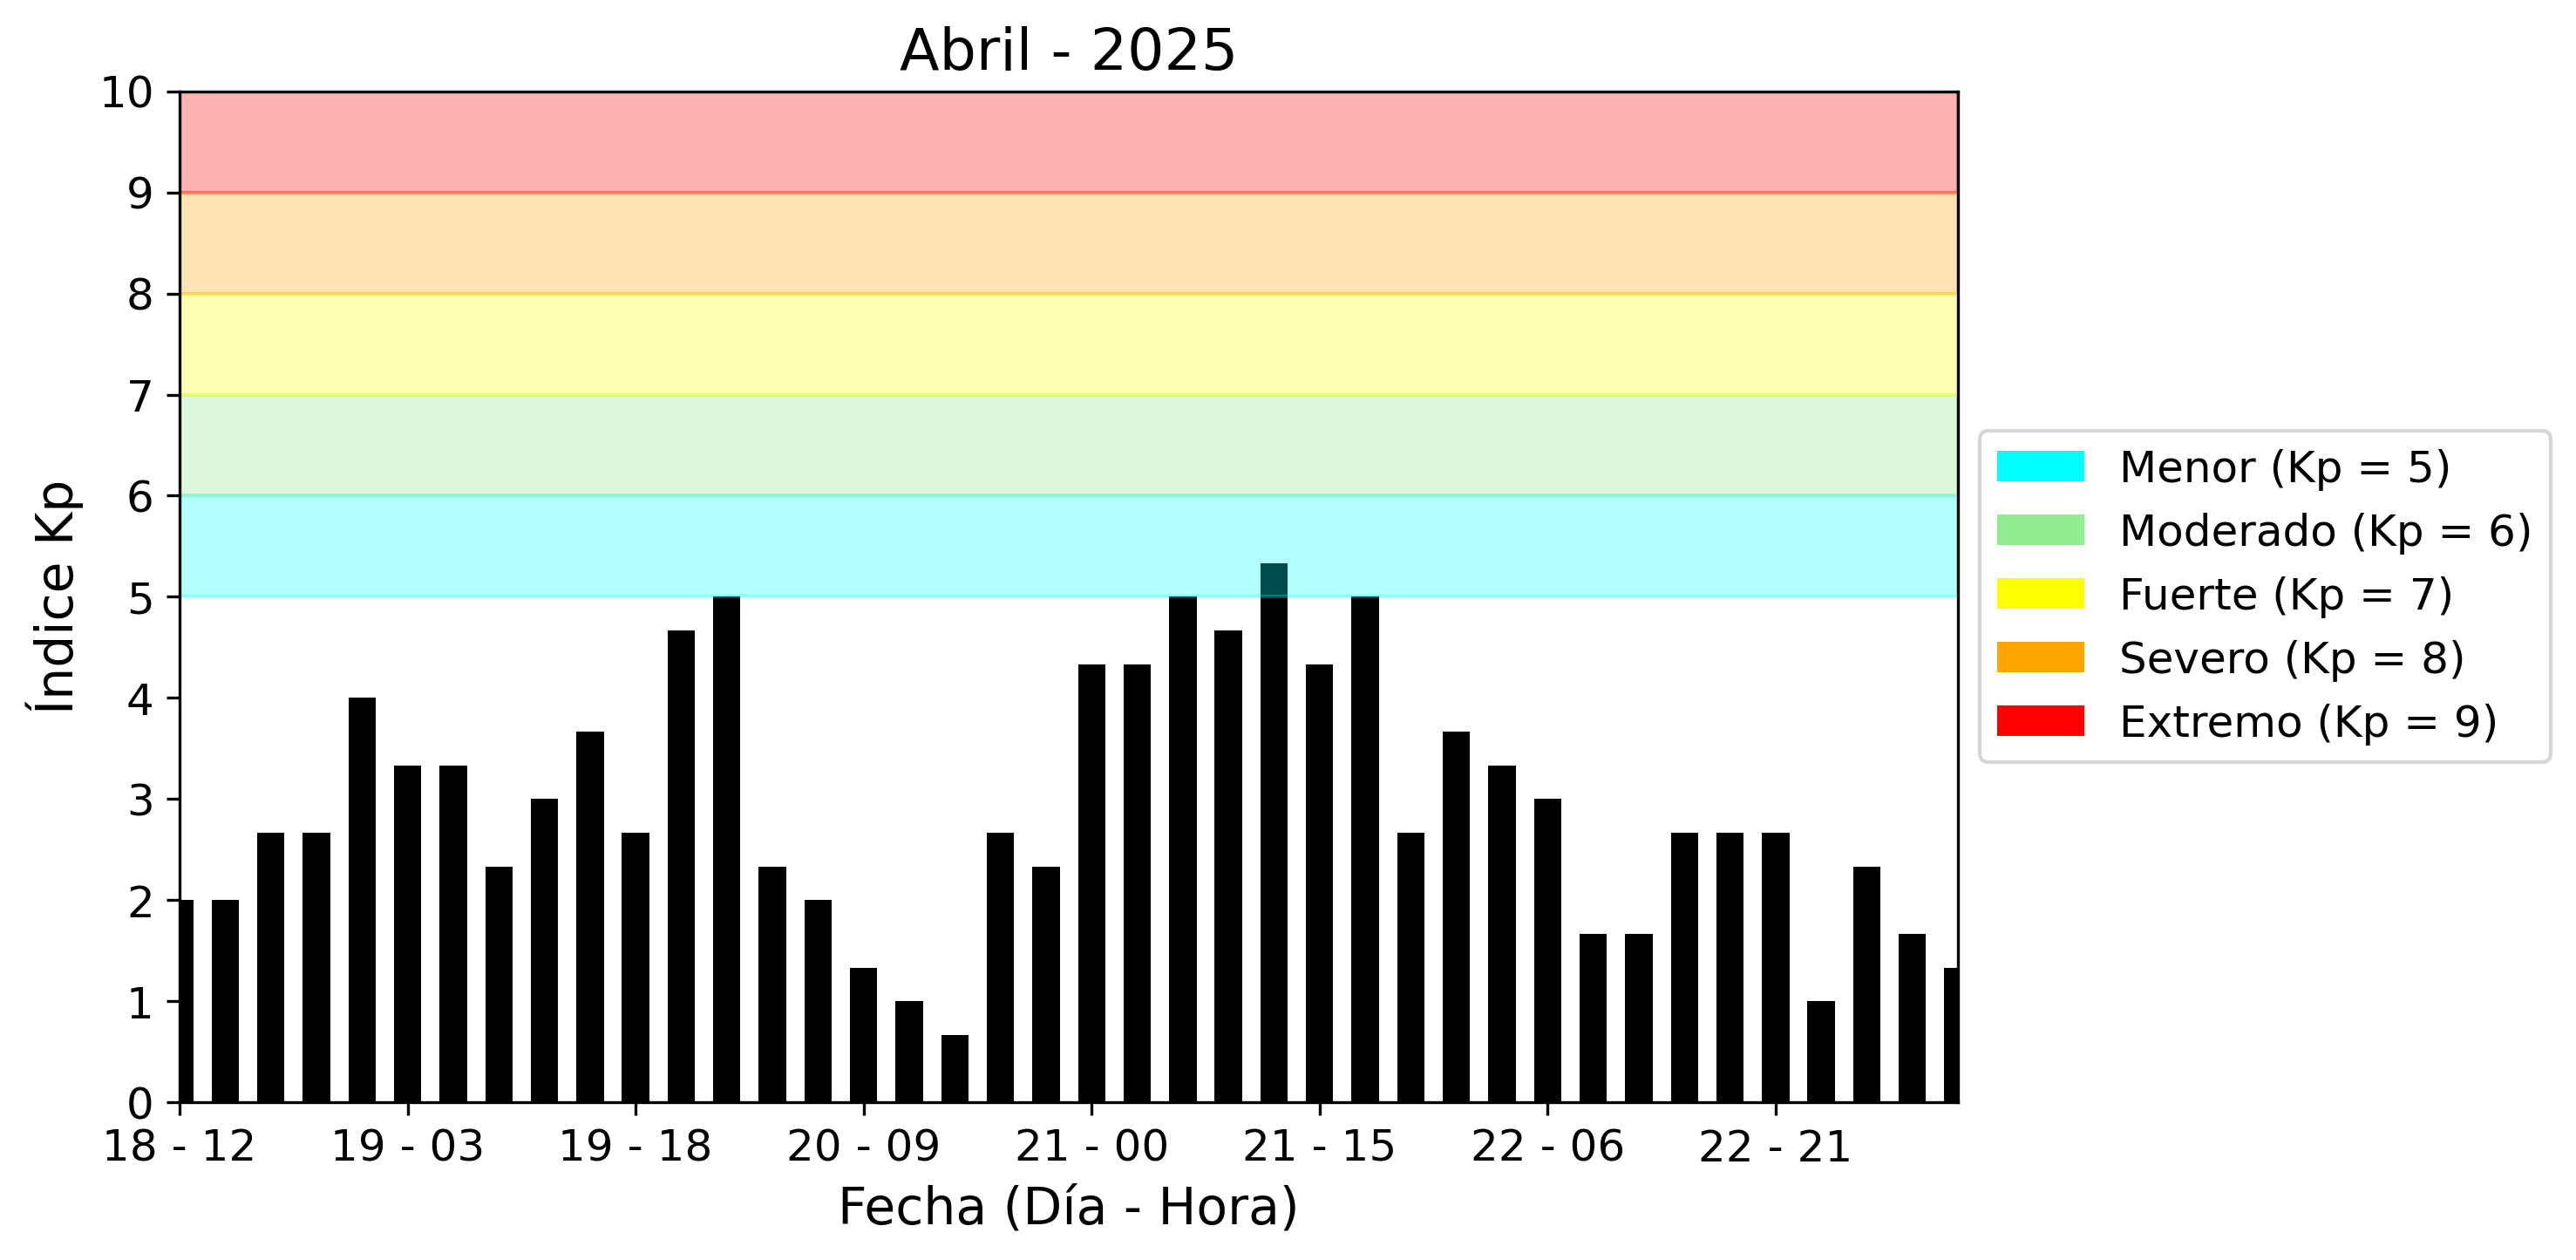 Abril - 2025
10
9
8
7
6
5
4
3
2
1
0
Índice Kp
18 - 12
19 - 03
19 - 18
20 - 09
21 - 00
21 - 15
22 - 06
22 - 21
Fecha (Día - Hora)
Menor (Kp = 5)
Moderado (Kp = 6)
Fuerte (Kp = 7)
Severo (Kp = 8)
Extremo (Kp = 9)